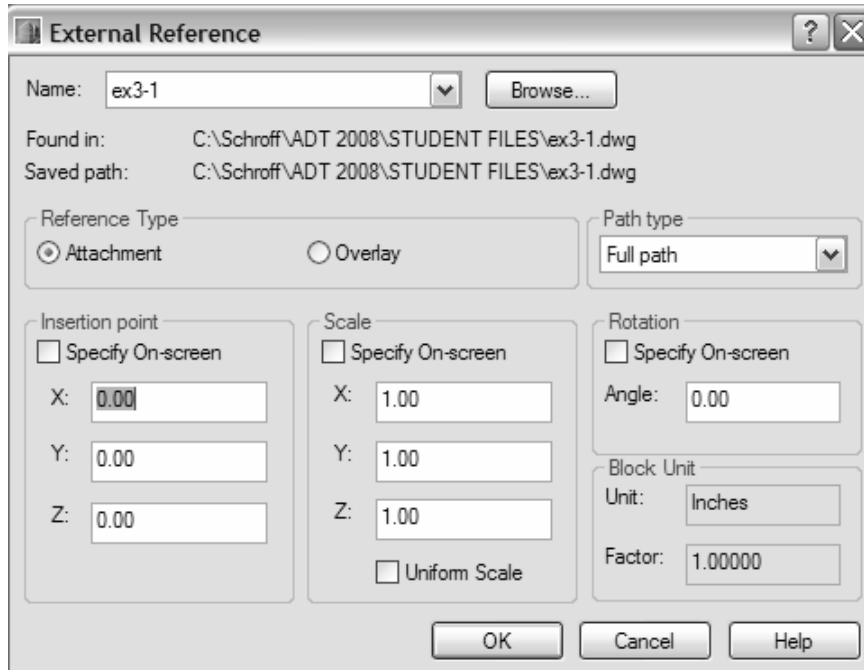 External Reference
Name: ex3-1 Browse...
Found in: C:\Schroff\ADT 2008\STUDENT FILES\ex3-1.dwg
Saved path: C:\Schroff\ADT 2008\STUDENT FILES\ex3-1.dwg
Reference Type
Attachment Overlay
Path type
Full path
Insertion point
Specify On-screen
X: 0.00
Y: 0.00
Z: 0.00
Scale
Specify On-screen
X: 1.00
Y: 1.00
Z: 1.00
Uniform Scale
Rotation
Specify On-screen
Angle: 0.00
Block Unit
Unit: Inches
Factor: 1.00000
OK Cancel Help